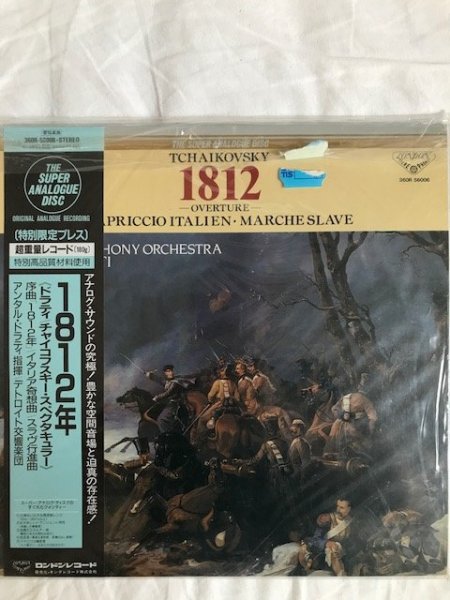 360R-56006-STEREO
THE
SUPER
ANALOGUE
DISC
ORIGINAL ANALOGUE RECORDING
〔特別限定プレス〕
超重量レコード(180g)
特別高品質材料使用
アナログ・サウンドの究極!豊かな空間音場と迫真の存在感!
1812年
〈ドラティ チャイコフスキー・スペクタキュラー〉
序曲 1812年 イタリア奇想曲 スラヴ行進曲
アンタル・ドラティ指揮 デトロイト交響楽団
ロンドンレコード
THE SUPER ANALOGUE DISC
TCHAIKOVSKY
1812
OVERTURE
APRICCIO ITALIEN · MARCHE SLAVE
HONY ORCHESTRA
TI
LONDON
360R 56006